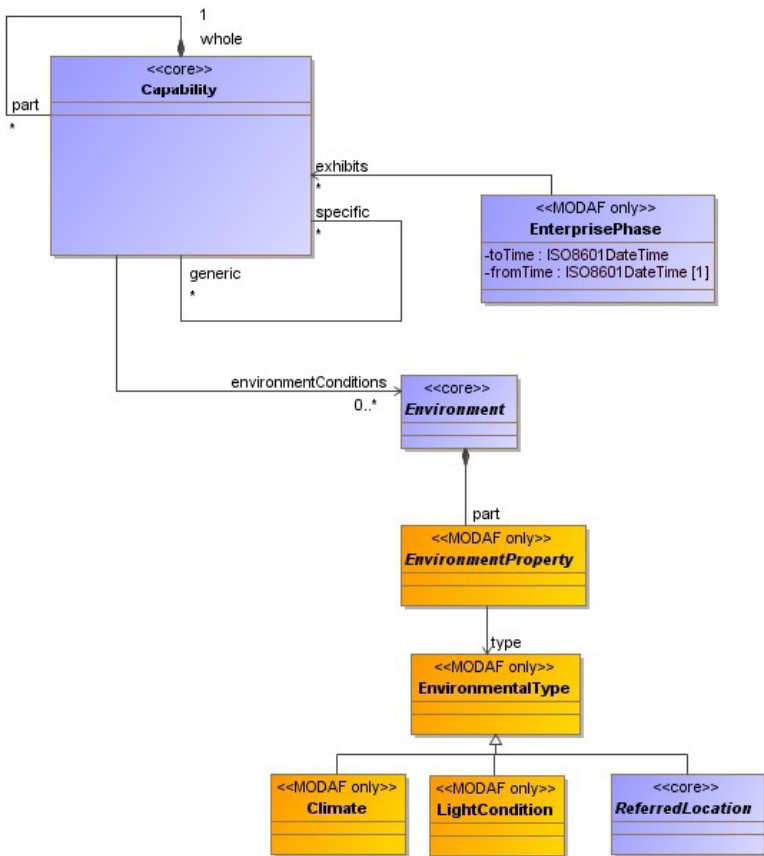 1
whole
<<core>>
Capability
part
*
exhibits
*
specific
*
generic
*
<<MODAF only>>
EnterprisePhase
-toTime : ISO8601DateTime
-fromTime : ISO8601DateTime [1]
environmentConditions
0..*
<<core>>
Environment
part
<<MODAF only>>
EnvironmentProperty
type
<<MODAF only>>
EnvironmentalType
<<MODAF only>>
Climate
<<MODAF only>>
LightCondition
<<core>>
ReferredLocation